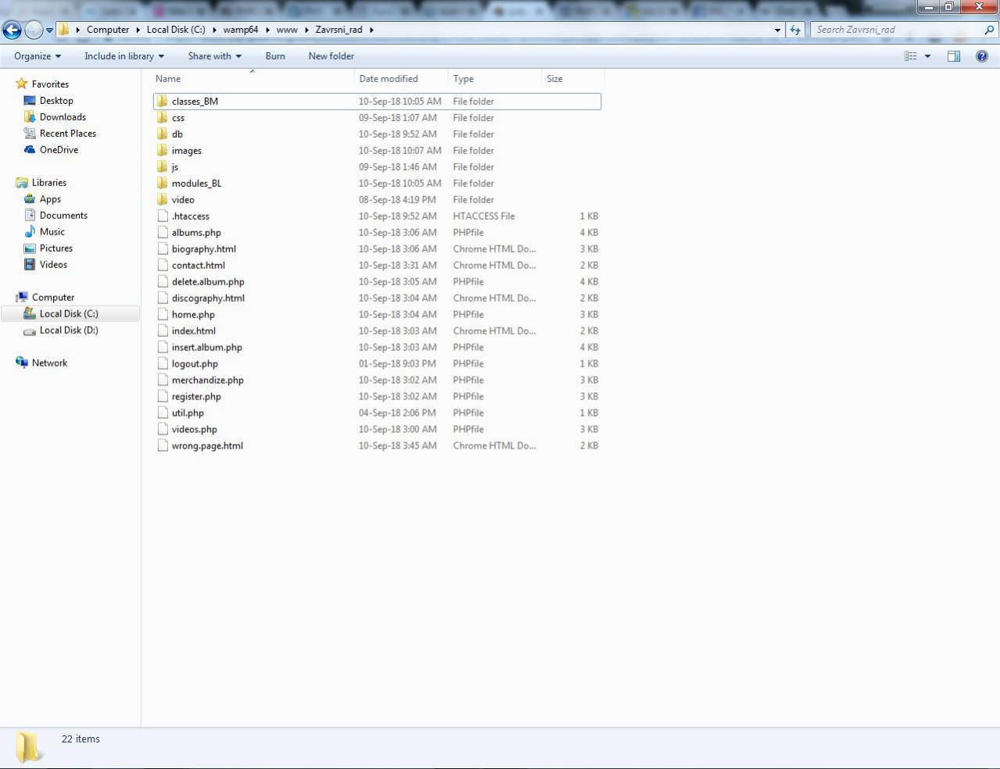 Computer Local Disk (C:) wamp64 www Zavrsni_rad Search Zavrsni_rad
Organize Include in library Share with Burn New folder
Name Date modified Type Size
Favorites
Desktop
Downloads
Recent Places
OneDrive
Libraries
Apps
Documents
Music
Pictures
Videos
Computer
Local Disk (C:)
Local Disk (D:)
Network
classes_BM 10-Sep-18 10:05 AM File folder
css 09-Sep-18 1:07 AM File folder
db 10-Sep-18 9:52 AM File folder
images 10-Sep-18 10:07 AM File folder
js 09-Sep-18 1:46 AM File folder
modules_BL 10-Sep-18 10:05 AM File folder
video 08-Sep-18 4:19 PM File folder
.htaccess 10-Sep-18 9:52 AM HTACCESS File 1 KB
albums.php 10-Sep-18 3:06 AM PHPfile 4 KB
biography.html 10-Sep-18 3:06 AM Chrome HTML Do... 3 KB
contact.html 10-Sep-18 3:31 AM Chrome HTML Do... 2 KB
delete.album.php 10-Sep-18 3:05 AM PHPfile 4 KB
discography.html 10-Sep-18 3:04 AM Chrome HTML Do... 2 KB
home.php 10-Sep-18 3:04 AM PHPfile 3 KB
index.html 10-Sep-18 3:03 AM Chrome HTML Do... 2 KB
insert.album.php 10-Sep-18 3:03 AM PHPfile 4 KB
logout.php 01-Sep-18 9:03 PM PHPfile 1 KB
merchandize.php 10-Sep-18 3:02 AM PHPfile 3 KB
register.php 10-Sep-18 3:02 AM PHPfile 3 KB
util.php 04-Sep-18 2:06 PM PHPfile 1 KB
videos.php 10-Sep-18 3:00 AM PHPfile 3 KB
wrong.page.html 10-Sep-18 3:45 AM Chrome HTML Do... 2 KB
22 items